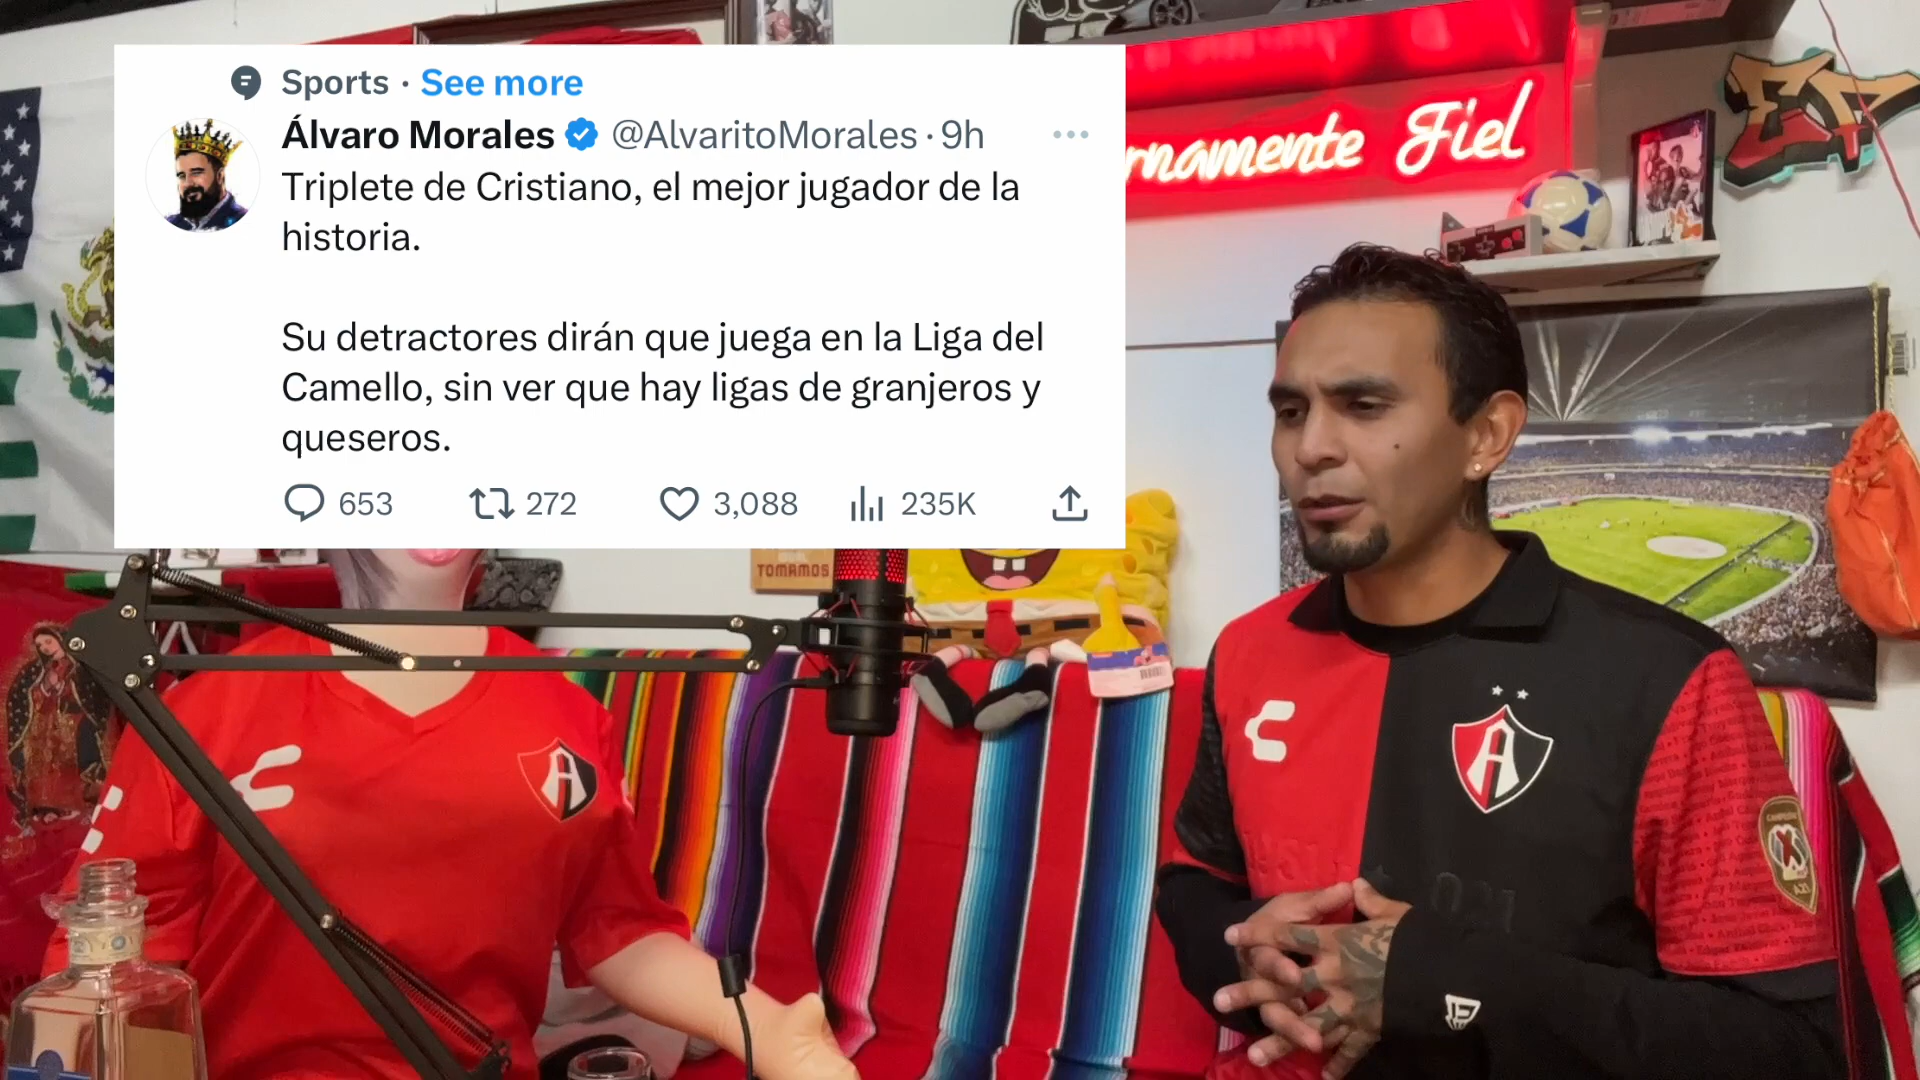 Sports · See more
Álvaro Morales @AlvaritoMorales · 9h
Triplete de Cristiano, el mejor jugador de la
historia.
Su detractores dirán que juega en la Liga del
Camello, sin ver que hay ligas de granjeros y
queseros.
653 272 3,088 235K
rnamente Fiel
TOMAMOS